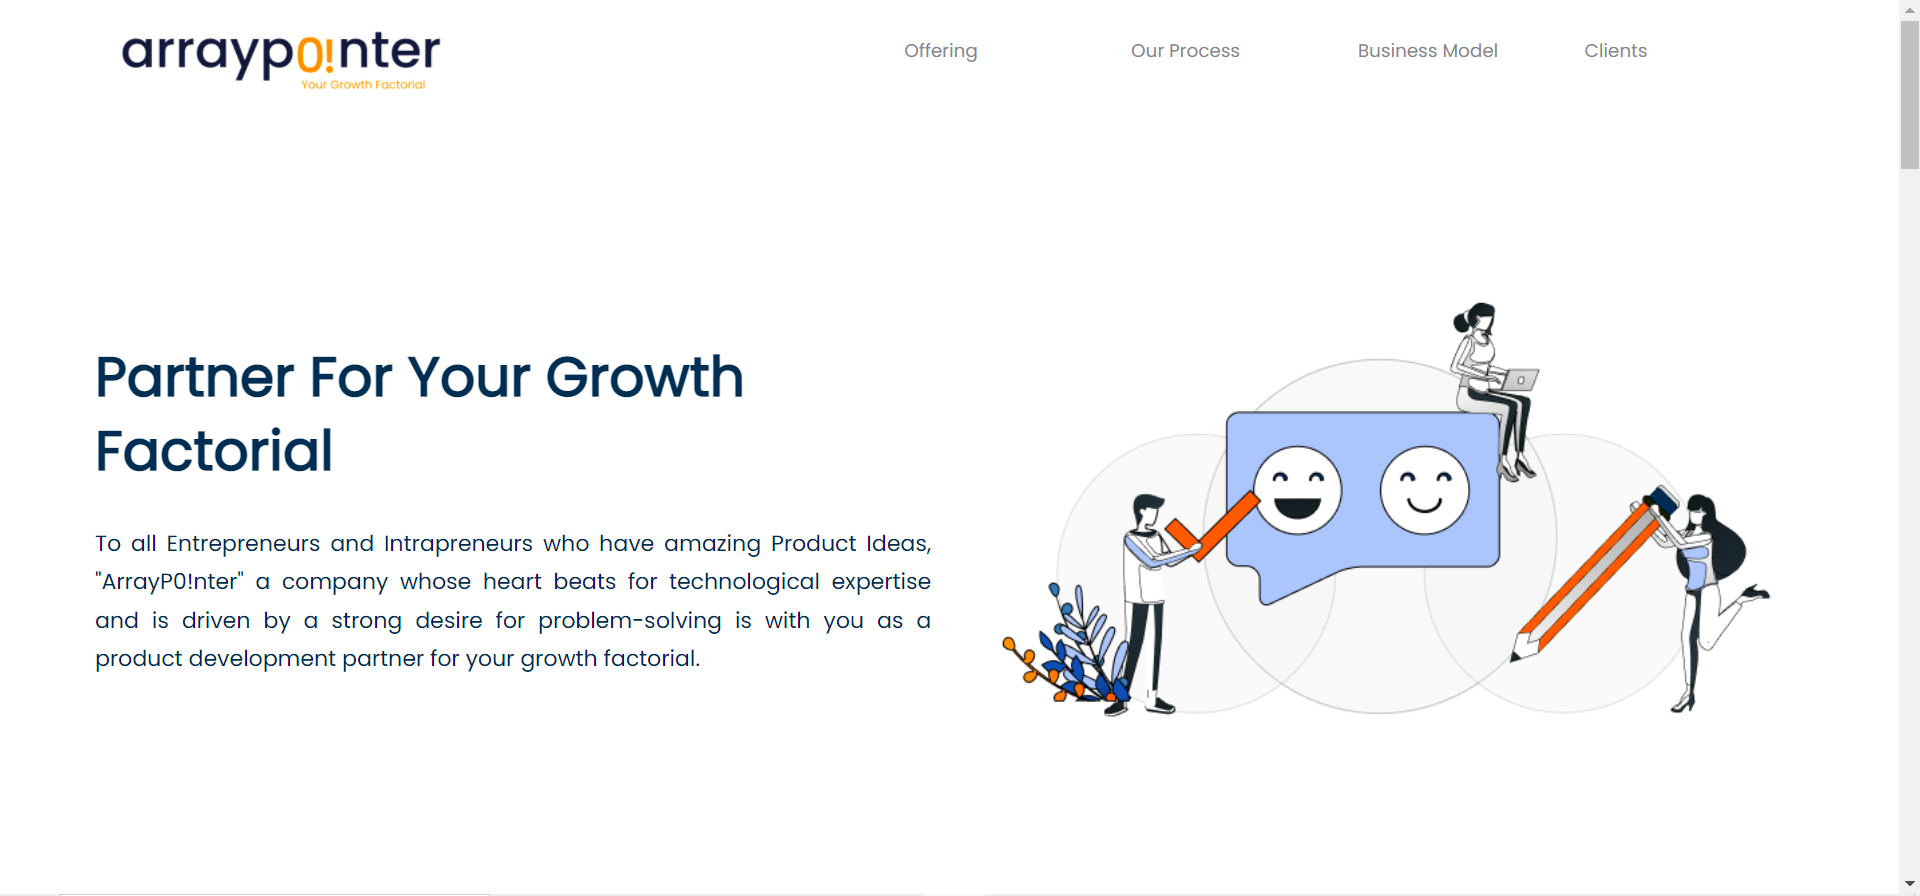 arrayp0!nter
Your Growth Factorial
Offering
Our Process
Business Model
Clients
Partner For Your Growth
Factorial
To all Entrepreneurs and Intrapreneurs who have amazing Product Ideas,
"ArrayP0!nter" a company whose heart beats for technological expertise
and is driven by a strong desire for problem-solving is with you as a
product development partner for your growth factorial.